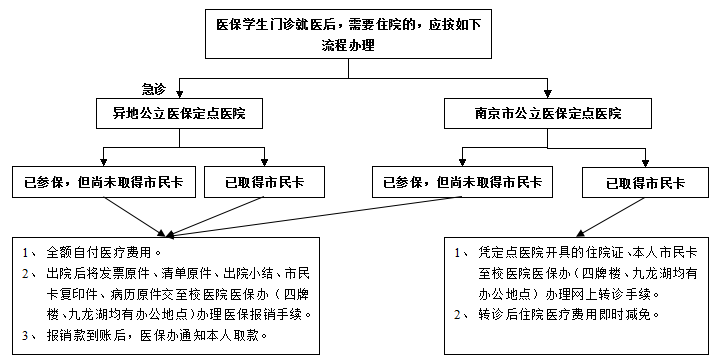 医保学生门诊就医后，需要住院的，应按如下
流程办理
急诊
异地公立医保定点医院
南京市公立医保定点医院
已参保，但尚未取得市民卡
已取得市民卡
已参保，但尚未取得市民卡
已取得市民卡
1、 全额自付医疗费用。
2、 出院后将发票原件、清单原件、出院小结、市民
卡复印件、病历原件交至校医院医保办（四牌
楼、九龙湖均有办公地点）办理医保报销手续。
3、 报销款到账后，医保办通知本人取款。
1、 凭定点医院开具的住院证、本人市民卡
至校医院医保办（四牌楼、九龙湖均有
办公地点）办理网上转诊手续。
2、 转诊后住院医疗费用即时减免。